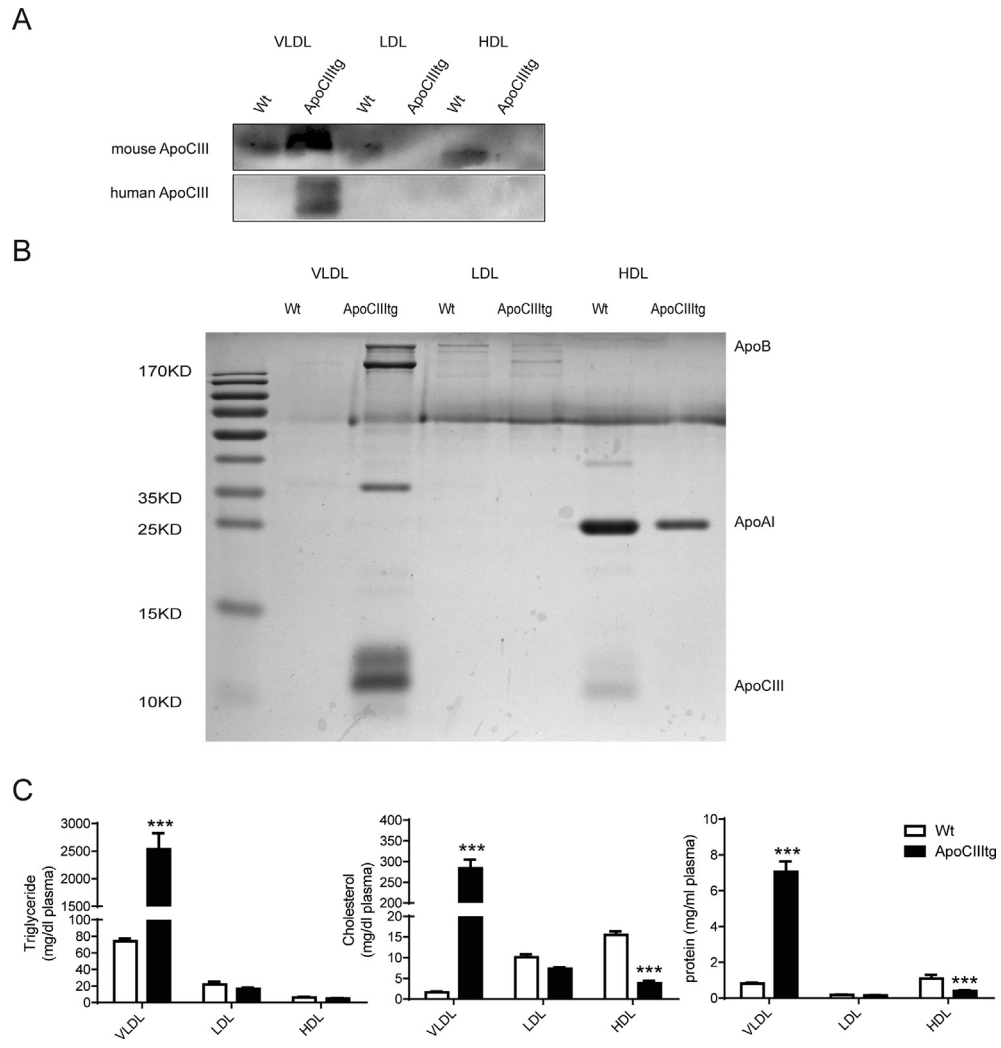 A
VLDL LDL HDL
Wt ApoCIIItg Wt ApoCIIItg Wt ApoCIIItg
mouse ApoCIII
human ApoCIII
B
VLDL LDL HDL
Wt ApoCIIItg Wt ApoCIIItg Wt ApoCIIItg
ApoB
170KD
35KD
25KD
ApoAI
15KD
10KD
ApoCIII
C
Triglyceride
(mg/dl plasma)
3000
2500
2000
1500
100
80
60
40
20
0
***
VLDL LDL HDL
Cholesterol
(mg/dl plasma)
400
300
200
100
20
15
10
5
0
***
***
VLDL LDL HDL
protein (mg/ml plasma)
10
8
6
4
2
0
***
***
VLDL LDL HDL
Wt
ApoCIIItg